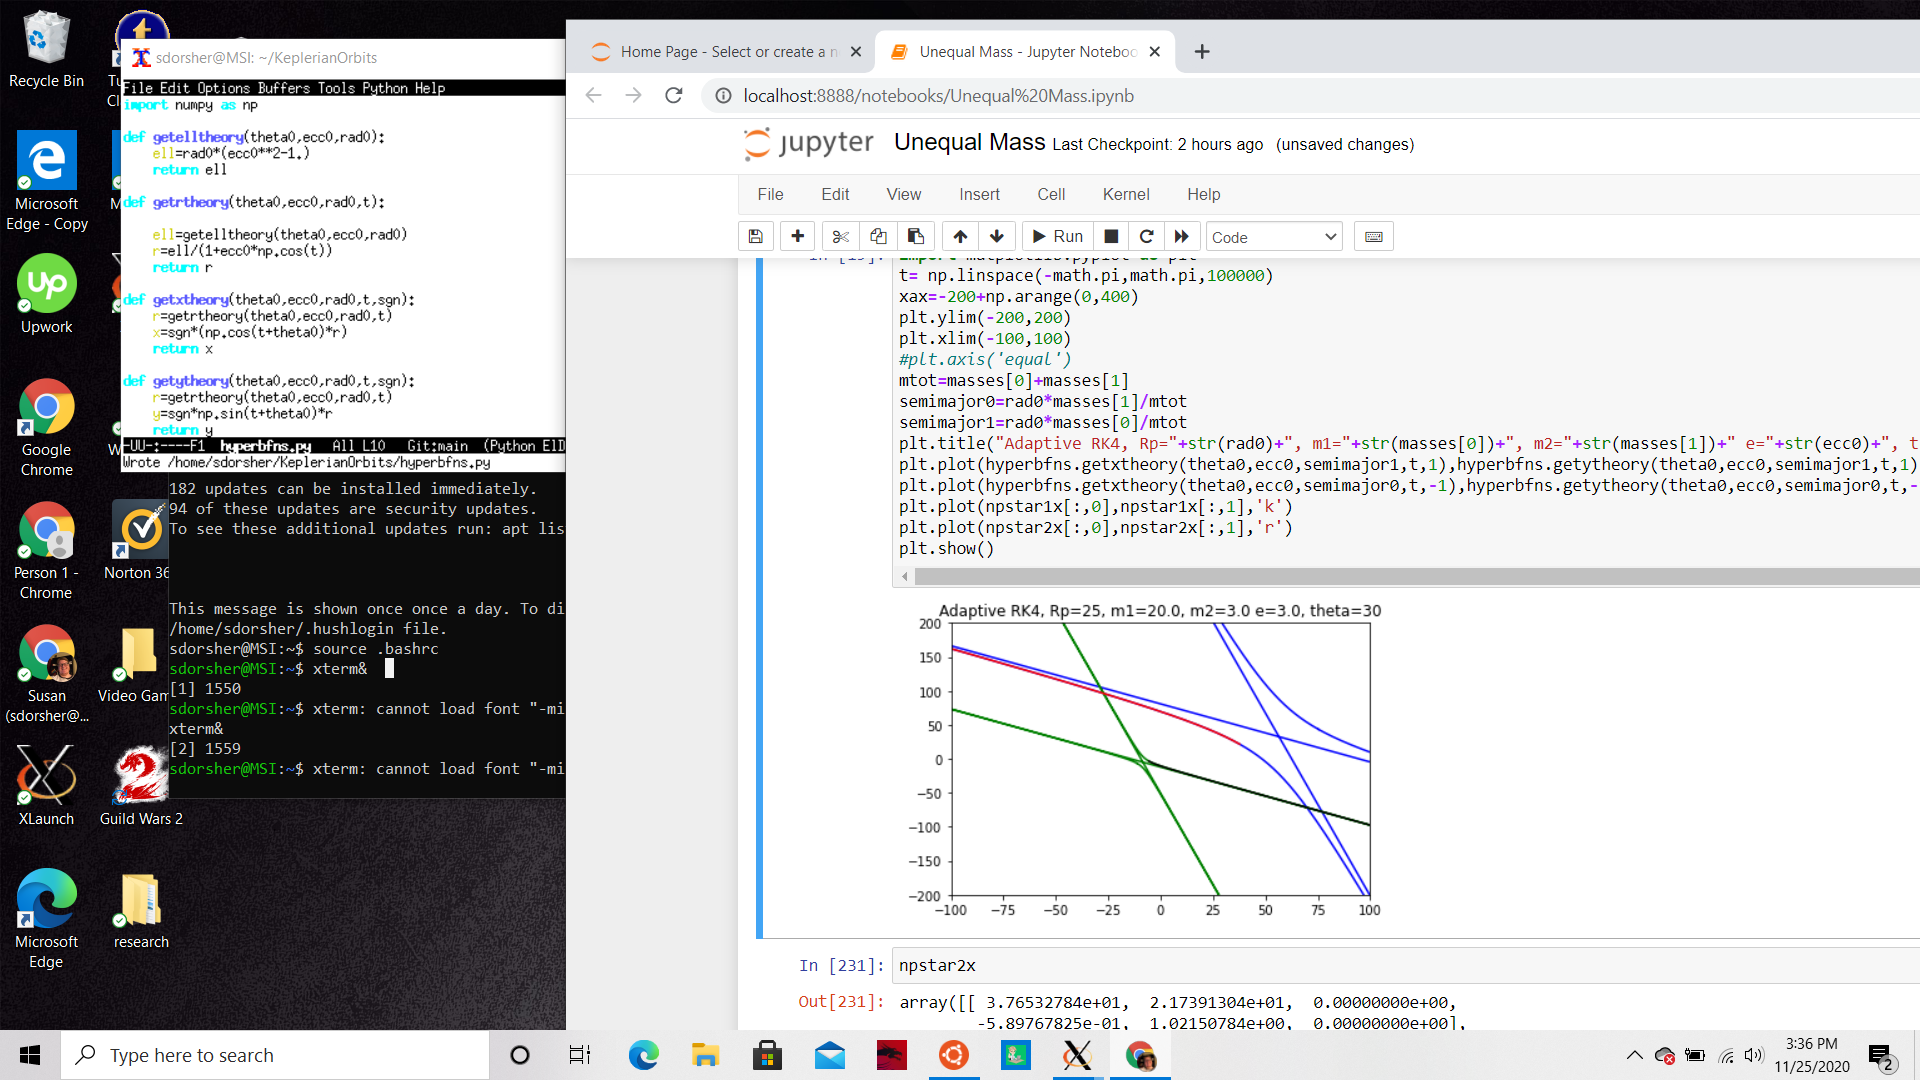 Recycle Bin
Tu
Cl
Microsoft
Edge - Copy
M
Upwork
Google
Chrome
W
Person 1 -
Chrome
Norton 36
Susan
(sdorsher@...
Video Gam
XLaunch
Guild Wars 2
Microsoft
Edge
research
sdorsher@MSI: ~/KeplerianOrbits
File Edit Options Buffers Tools Python Help
import numpy as np
def getelltheory(theta0,ecc0,rad0):
    ell=rad0*(ecc0**2-1.)
    return ell
def getrtheory(theta0,ecc0,rad0,t):
    ell=getelltheory(theta0,ecc0,rad0)
    r=ell/(1+ecc0*np.cos(t))
    return r
def getxtheory(theta0,ecc0,rad0,t,sgn):
    r=getrtheory(theta0,ecc0,rad0,t)
    x=sgn*(np.cos(t+theta0)*r)
    return x
def getytheory(theta0,ecc0,rad0,t,sgn):
    r=getrtheory(theta0,ecc0,rad0,t)
    y=sgn*np.sin(t+theta0)*r
    return y
-UU-:----F1  hyperbfns.py   All L10   Git:main  (Python ElD
Wrote /home/sdorsher/KeplerianOrbits/hyperbfns.py
182 updates can be installed immediately.
94 of these updates are security updates.
To see these additional updates run: apt lis
This message is shown once once a day. To di
/home/sdorsher/.hushlogin file.
sdorsher@MSI:~$ source .bashrc
sdorsher@MSI:~$ xterm&
[1] 1550
sdorsher@MSI:~$ xterm: cannot load font "-mi
xterm&
[2] 1559
sdorsher@MSI:~$ xterm: cannot load font "-mi
Home Page - Select or create a n
Unequal Mass - Jupyter Noteboo
localhost:8888/notebooks/Unequal%20Mass.ipynb
jupyter Unequal Mass Last Checkpoint: 2 hours ago (unsaved changes)
File Edit View Insert Cell Kernel Help
Run Code
import matplotlib.pyplot as plt
t= np.linspace(-math.pi,math.pi,100000)
xax=-200+np.arange(0,400)
plt.ylim(-200,200)
plt.xlim(-100,100)
#plt.axis('equal')
mtot=masses[0]+masses[1]
semimajor0=rad0*masses[1]/mtot
semimajor1=rad0*masses[0]/mtot
plt.title("Adaptive RK4, Rp="+str(rad0)+", m1="+str(masses[0])+", m2="+str(masses[1])+" e="+str(ecc0)+", t
plt.plot(hyperbfns.getxtheory(theta0,ecc0,semimajor1,t,1),hyperbfns.getytheory(theta0,ecc0,semimajor1,t,1)
plt.plot(hyperbfns.getxtheory(theta0,ecc0,semimajor0,t,-1),hyperbfns.getytheory(theta0,ecc0,semimajor0,t,-
plt.plot(npstar1x[:,0],npstar1x[:,1],'k')
plt.plot(npstar2x[:,0],npstar2x[:,1],'r')
plt.show()
Adaptive RK4, Rp=25, m1=20.0, m2=3.0 e=3.0, theta=30
200
150
100
50
0
−50
−100
−150
−200
−100 −75 −50 −25 0 25 50 75 100
In [231]: npstar2x
Out[231]: array([[ 3.76532784e+01,  2.17391304e+01,  0.00000000e+00,
-5.89767825e-01,  1.02150784e+00,  0.00000000e+00],
Type here to search
3:36 PM
11/25/2020
2